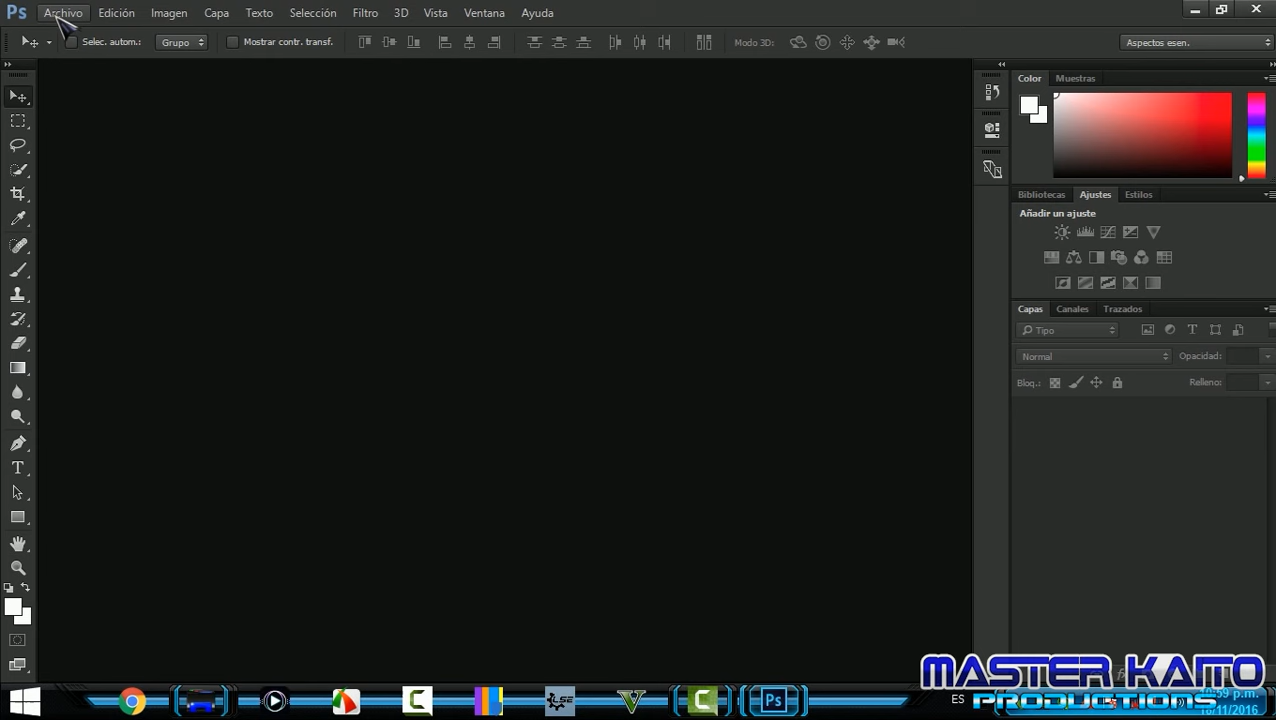 Ps Archivo Edición Imagen Capa Texto Selección Filtro 3D Vista Ventana Ayuda
Selec. autom.: Grupo Mostrar contr. transf. Modo 3D: Aspectos esen.
Color Muestras
Bibliotecas Ajustes Estilos
Añadir un ajuste
Capas Canales Trazados
Tipo
Normal Opacidad:
Bloq.: Relleno:
MASTER KAITO
PRODUCTIONS
ES
10:59 p.m.
Ps